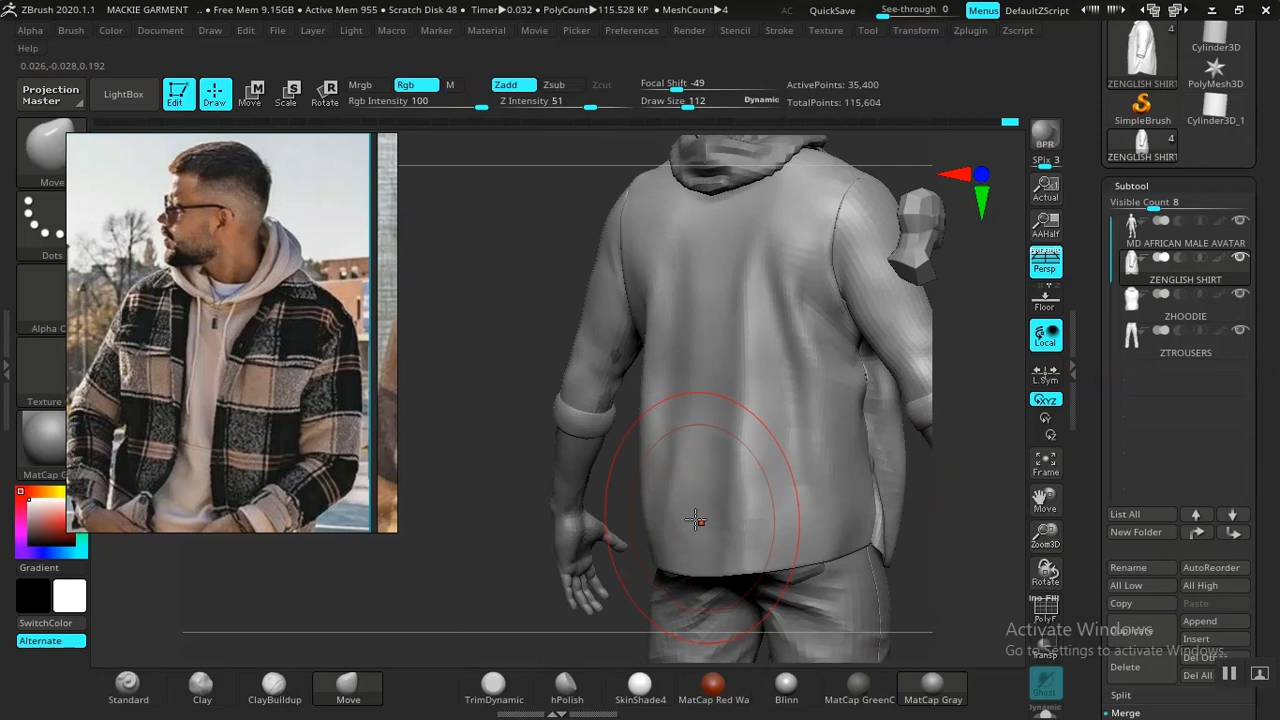 ZBrush 2020.1.1 MACKIE GARMENT .. ● Free Mem 9.15GB ● Active Mem 955 ● Scratch Disk 48 ● Timer▶0.032 ● PolyCount▶115.528 KP ● MeshCount▶4 AC QuickSave See-through 0 Menus DefaultZScript
Alpha Brush Color Document Draw Edit File Layer Light Macro Marker Material Movie Picker Preferences Render Stencil Stroke Texture Tool Transform Zplugin Zscript
Help
0.026,-0.028,0.192
Projection Master
LightBox
Edit Draw Move Scale Rotate
Mrgb Rgb M
Rgb Intensity 100
Zadd Zsub Zcut
Z Intensity 51
Focal Shift -49
Draw Size 112 Dynamic
ActivePoints: 35,400
TotalPoints: 115,604
Move
Dots
Alpha C
Texture
MatCap G
Gradient
SwitchColor
Alternate
BPR
SPix 3
Actual
AAHalf
Persp
Floor
Local
L.Sym
XYZ
Y
Z
Frame
Move
Zoom3D
Rotate
PolyF
Transp
Ghost
Dynamic
4
ZENGLISH SHIRT
Cylinder3D
PolyMesh3D
SimpleBrush
Cylinder3D_1
4
ZENGLISH SHIRT
Subtool
Visible Count 8
MD AFRICAN MALE AVATAR
ZENGLISH SHIRT
ZHOODIE
ZTROUSERS
List All
New Folder
Rename AutoReorder
All Low All High
Copy Paste
Duplicate Append
Insert
Delete
Del All
Split
Merge
Activate Windows
Go to Settings to activate Windows.
Standard Clay ClayBuildup Move TrimDynamic hPolish SkinShade4 MatCap Red Wa Blinn MatCap GreenC MatCap Gray